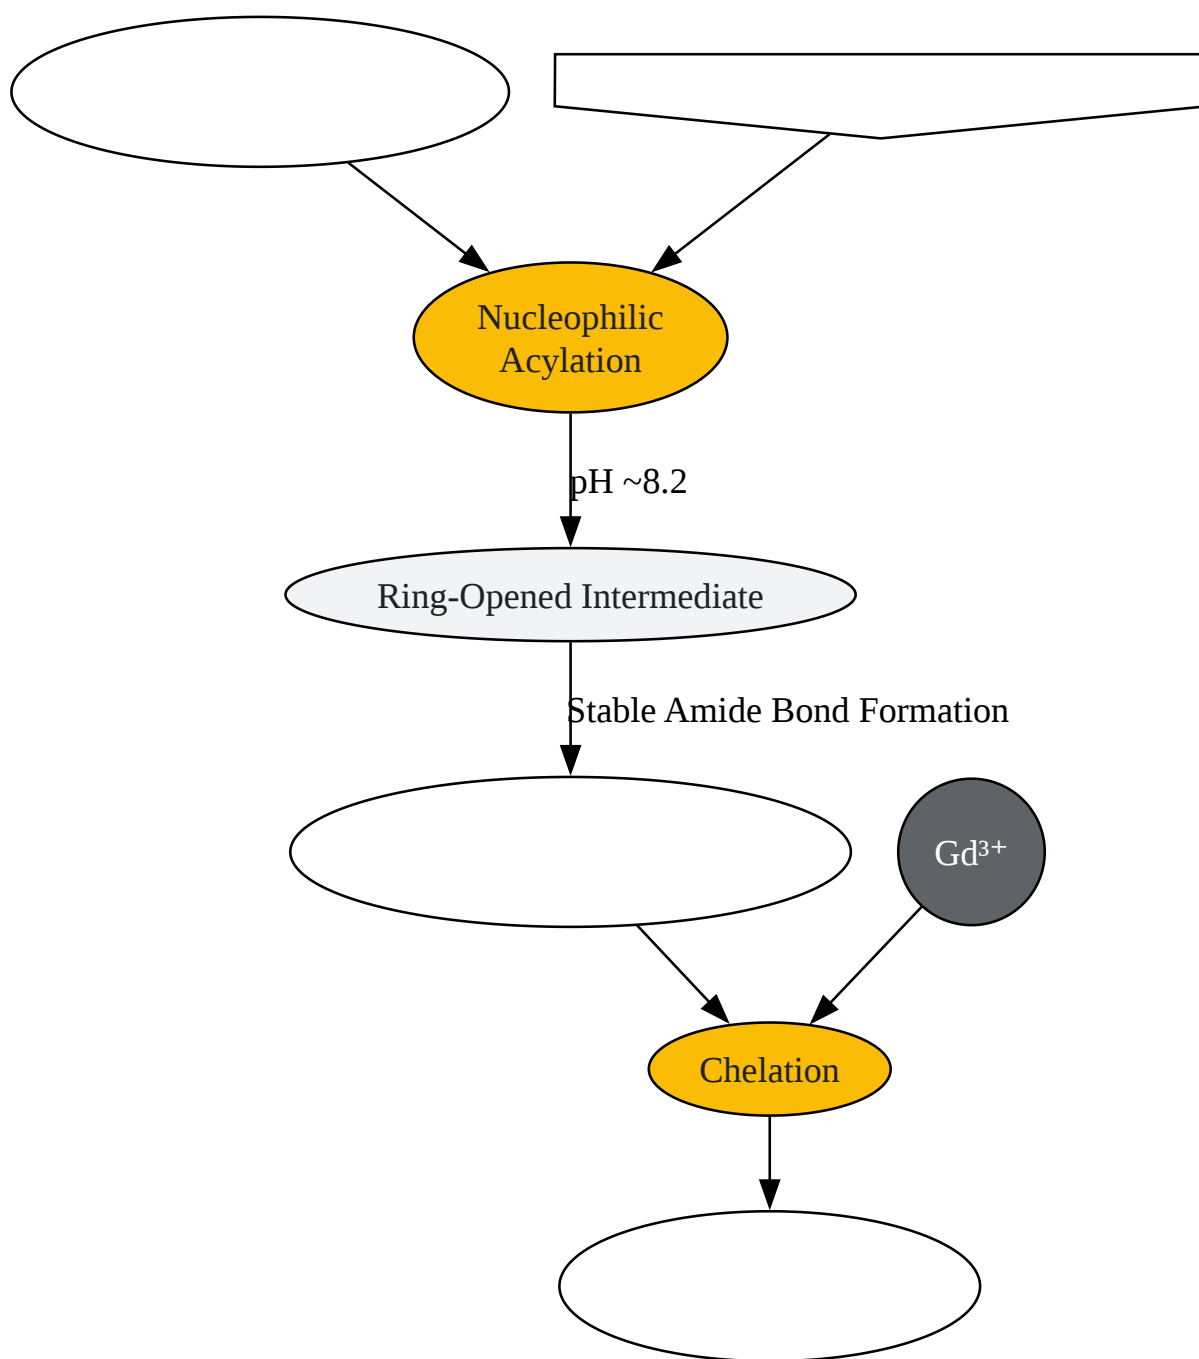 Nucleophilic
Acylation
pH ~8.2
Ring-Opened Intermediate
Stable Amide Bond Formation
Gd³⁺
Chelation